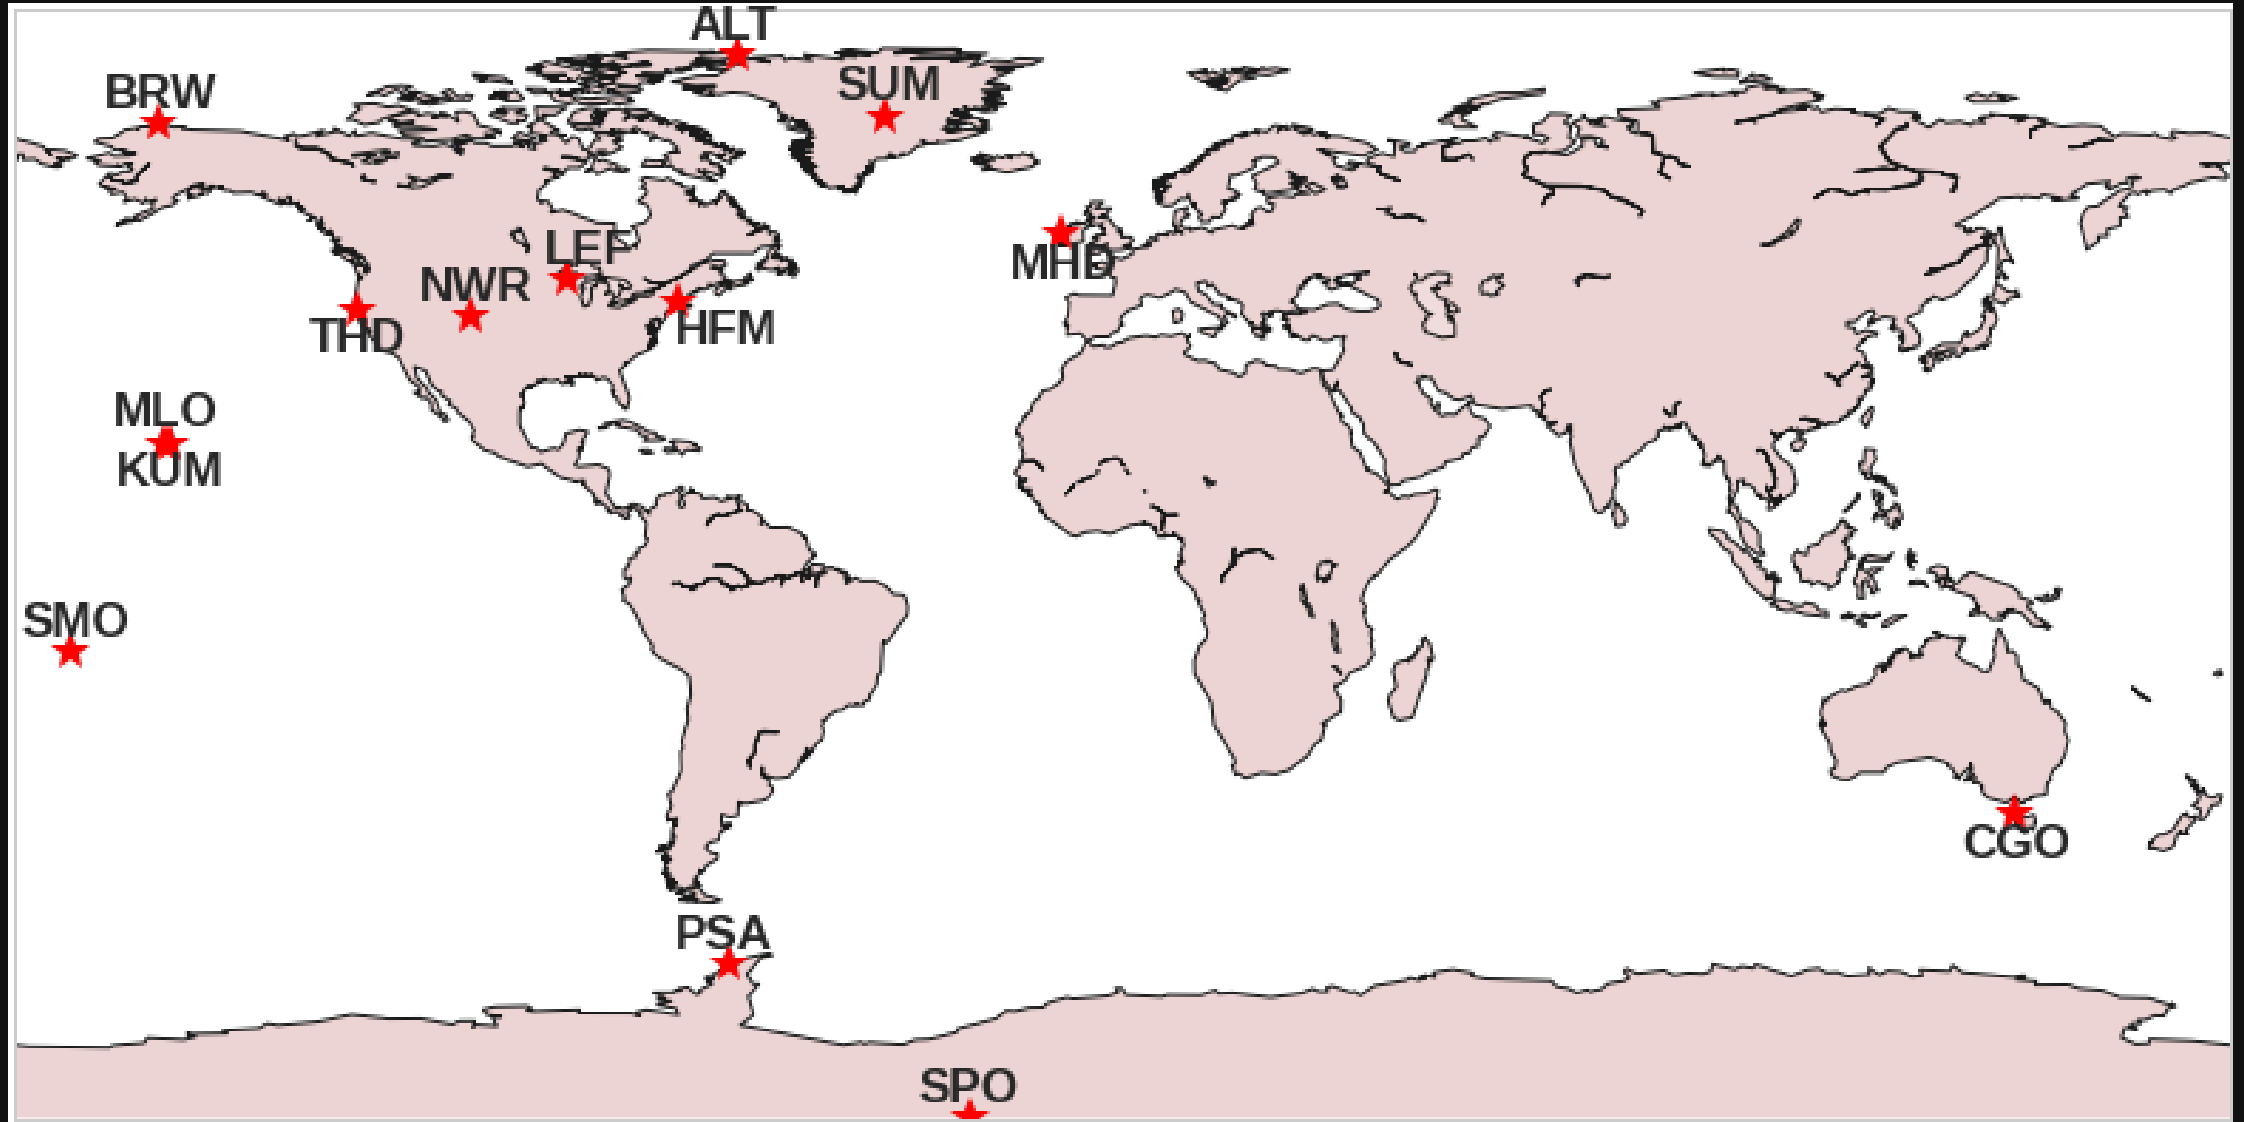 ALT
SUM
BRW
LEF
MHD
NWR
THD
HFM
MLO
KUM
SMO
CGO
PSA
SPO